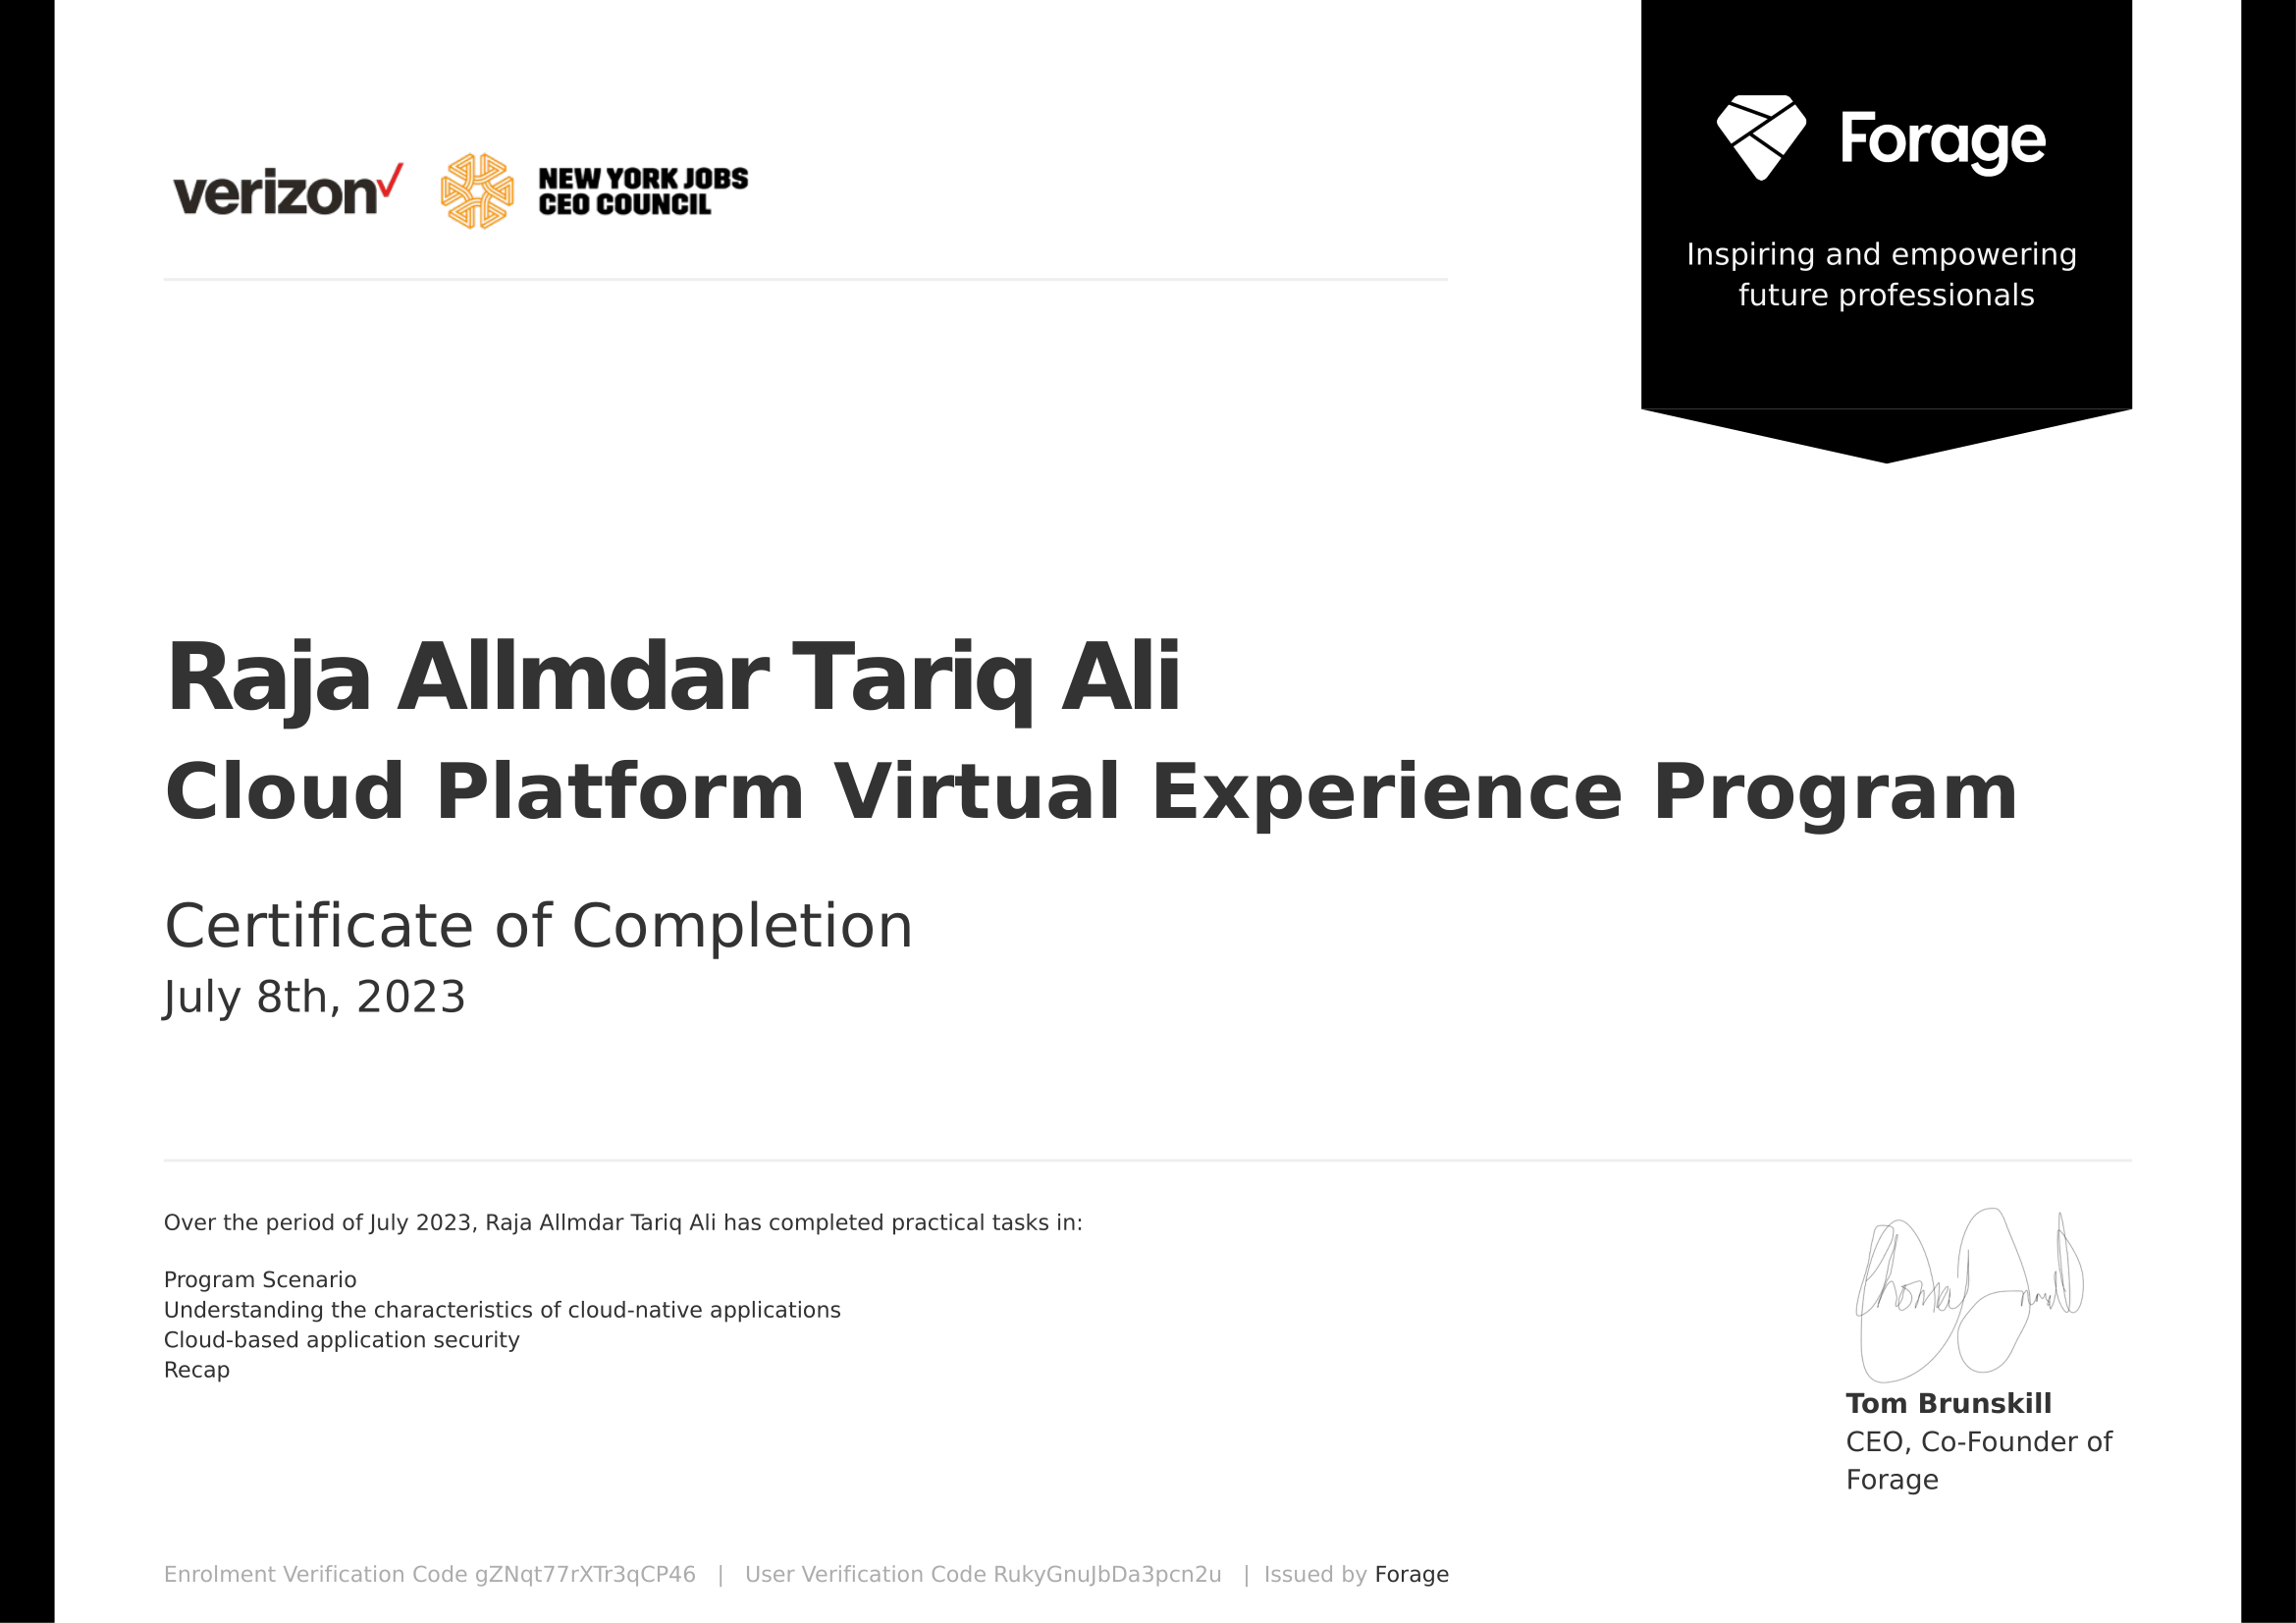 verizon
NEW YORK JOBS
CEO COUNCIL
Forage
Inspiring and empowering
future professionals
Raja Allmdar Tariq Ali
Cloud Platform Virtual Experience Program
Certificate of Completion
July 8th, 2023
Over the period of July 2023, Raja Allmdar Tariq Ali has completed practical tasks in:
Program Scenario
Understanding the characteristics of cloud-native applications
Cloud-based application security
Recap
Tom Brunskill
CEO, Co-Founder of
Forage
Enrolment Verification Code gZNqt77rXTr3qCP46 | User Verification Code RukyGnuJbDa3pcn2u | Issued by Forage